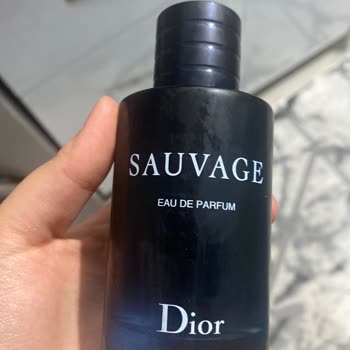 SAUVAGE
EAU DE PARFUM
Dior